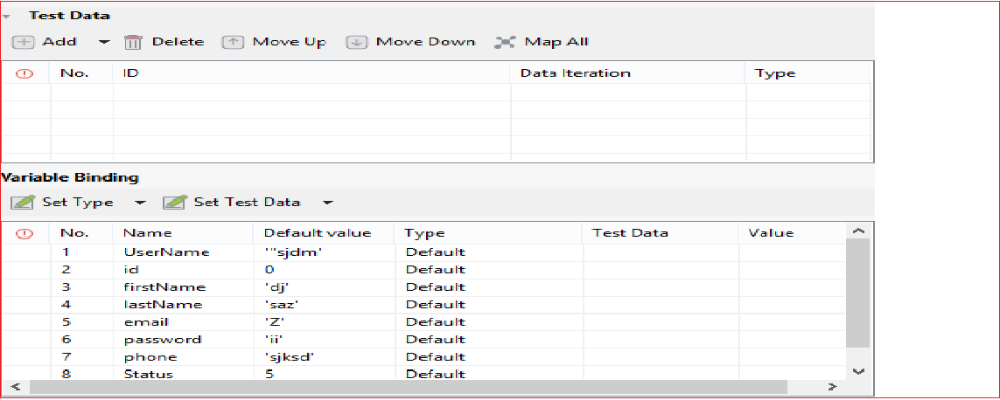 Test Data
Add Delete Move Up Move Down Map All
No. ID Data Iteration Type
Variable Binding
Set Type Set Test Data
No. Name Default value Type Test Data Value
1 UserName '"sjdm' Default
2 id 0 Default
3 firstName 'dj' Default
4 lastName 'saz' Default
5 email 'Z' Default
6 password 'ii' Default
7 phone 'sjksd' Default
8 Status 5 Default